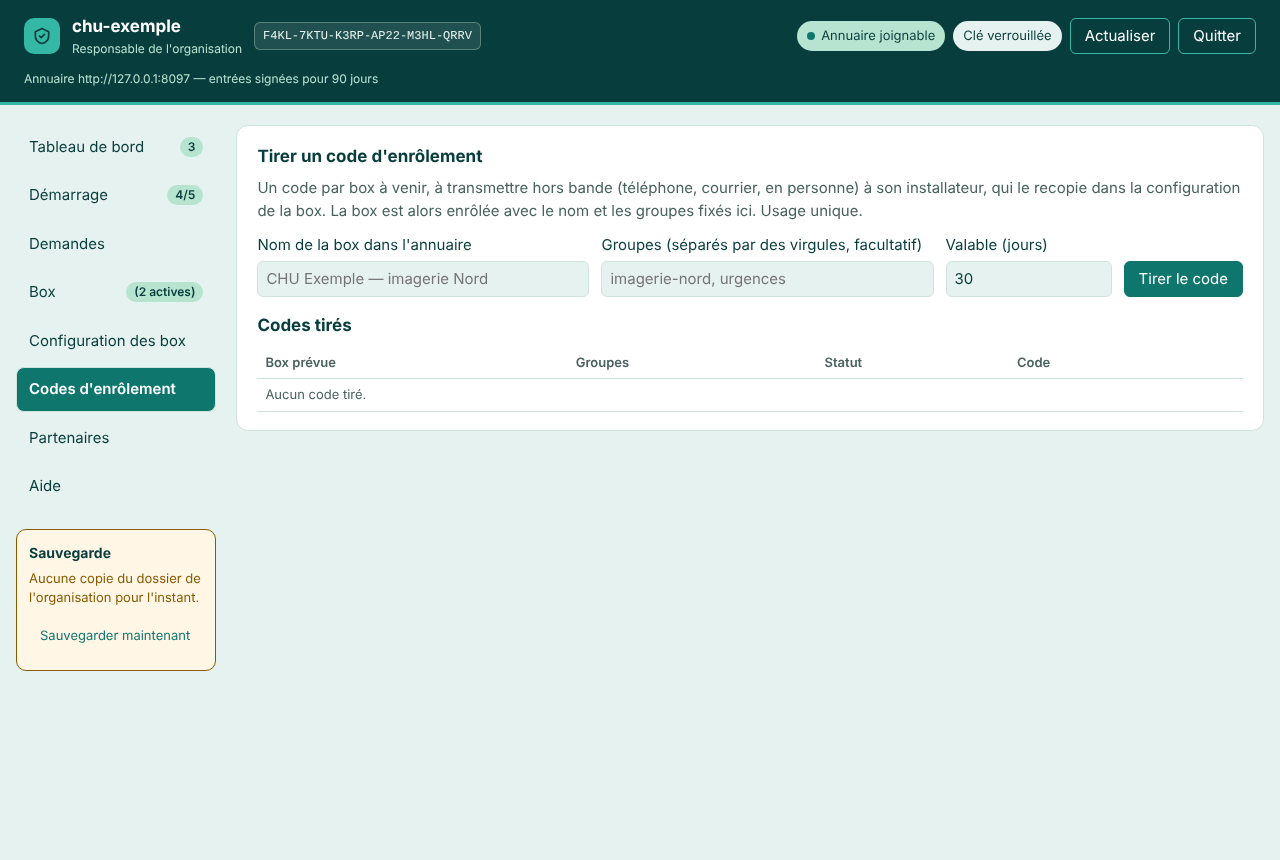 chu-exemple
Responsable de l'organisation
F4KL-7KTU-K3RP-AP22-M3HL-QRRV
Annuaire joignable
Clé verrouillée
Actualiser
Quitter
Annuaire http://127.0.0.1:8097 — entrées signées pour 90 jours
Tableau de bord 3
Démarrage 4/5
Demandes
Box (2 actives)
Configuration des box
Codes d'enrôlement
Partenaires
Aide
Sauvegarde
Aucune copie du dossier de
l'organisation pour l'instant.
Sauvegarder maintenant
Tirer un code d'enrôlement
Un code par box à venir, à transmettre hors bande (téléphone, courrier, en personne) à son installateur, qui le recopie dans la configuration
de la box. La box est alors enrôlée avec le nom et les groupes fixés ici. Usage unique.
Nom de la box dans l'annuaire
Groupes (séparés par des virgules, facultatif)
Valable (jours)
CHU Exemple — imagerie Nord
imagerie-nord, urgences
30
Tirer le code
Codes tirés
Box prévue Groupes Statut Code
Aucun code tiré.